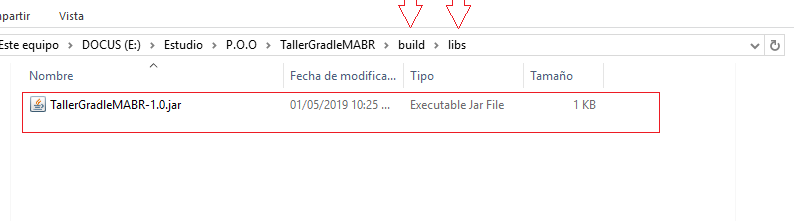 partir Vista
Este equipo > DOCUS (E:) > Estudio > P.O.O > TallerGradleMABR > build > libs
Nombre Fecha de modifica... Tipo Tamaño
TallerGradleMABR-1.0.jar 01/05/2019 10:25 ... Executable Jar File 1 KB